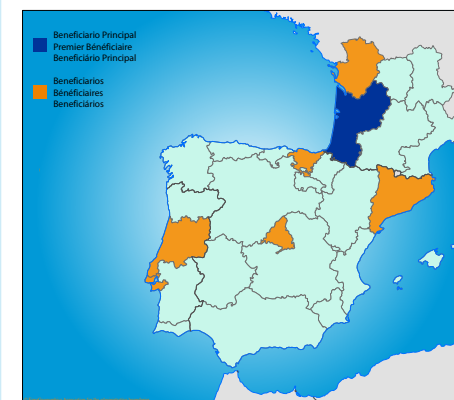 Beneficiario Principal
Premier Bénéficiaire
Beneficiário Principal
Beneficiarios
Bénéficiaires
Beneficiários